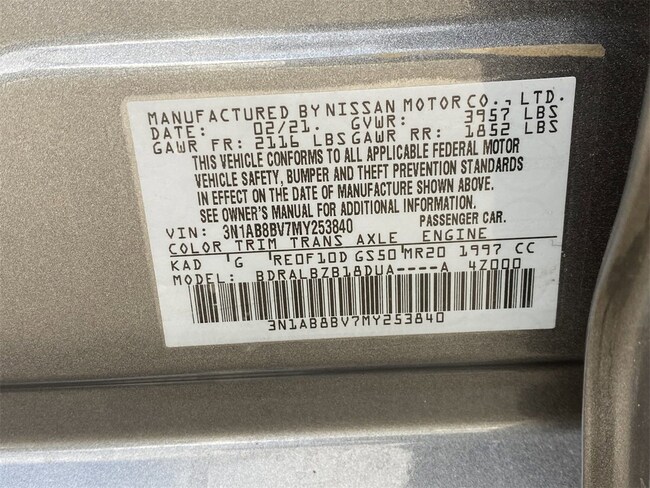 MANUFACTURED BY NISSAN MOTOR CO., LTD.
DATE: 02/21. GVWR: 3957 LBS
GAWR FR: 2116 LBS GAWR RR: 1852 LBS
THIS VEHICLE CONFORMS TO ALL APPLICABLE FEDERAL MOTOR
VEHICLE SAFETY, BUMPER AND THEFT PREVENTION STANDARDS
IN EFFECT ON THE DATE OF MANUFACTURE SHOWN ABOVE.
SEE OWNER'S MANUAL FOR ADDITIONAL INFORMATION.
VIN: 3N1AB8BV7MY253840 PASSENGER CAR.
COLOR TRIM TRANS AXLE ENGINE
KAD G RE0F10D GS50 MR20 1997 CC
MODEL: BDRALBZB18DUA----A 4Z000
3N1AB8BV7MY253840